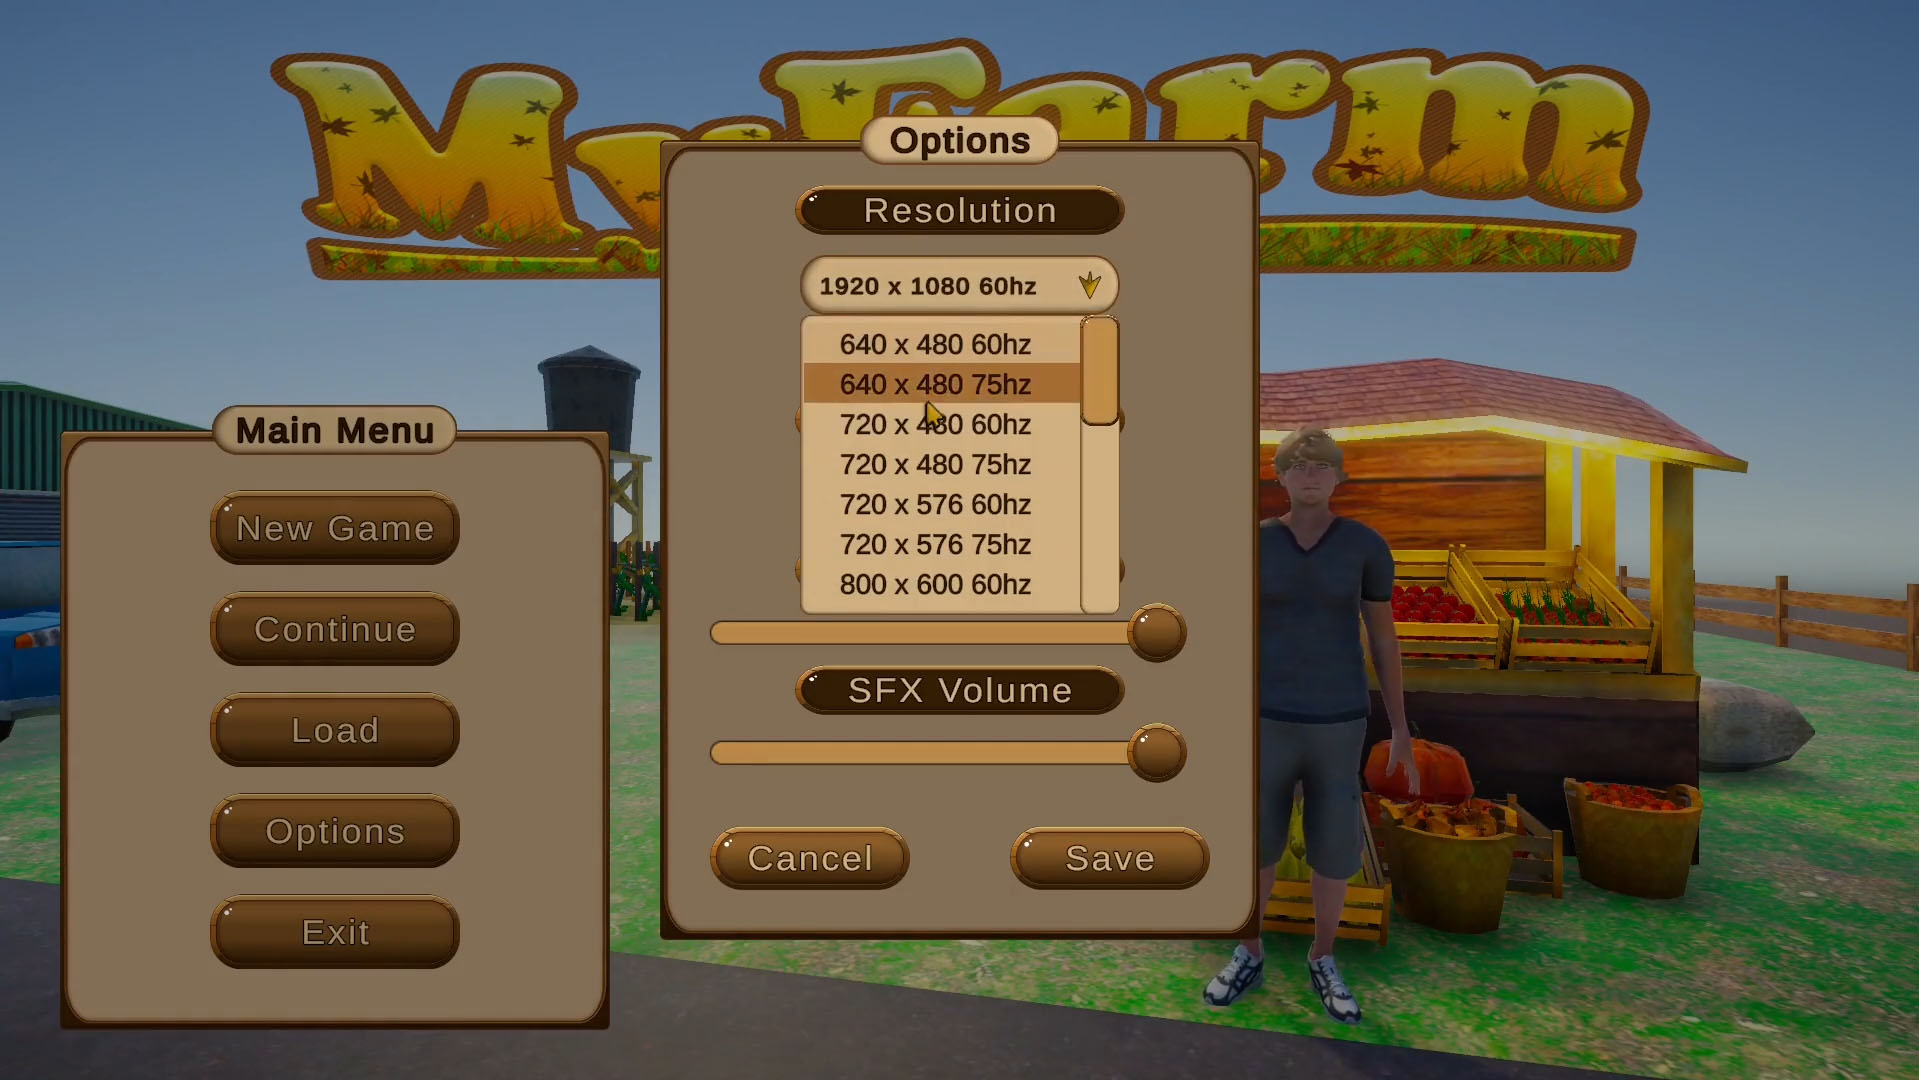 My Farm
Options
Resolution
1920 x 1080 60hz
640 x 480 60hz
640 x 480 75hz
720 x 480 60hz
720 x 480 75hz
720 x 576 60hz
720 x 576 75hz
800 x 600 60hz
SFX Volume
Cancel
Save
Main Menu
New Game
Continue
Load
Options
Exit